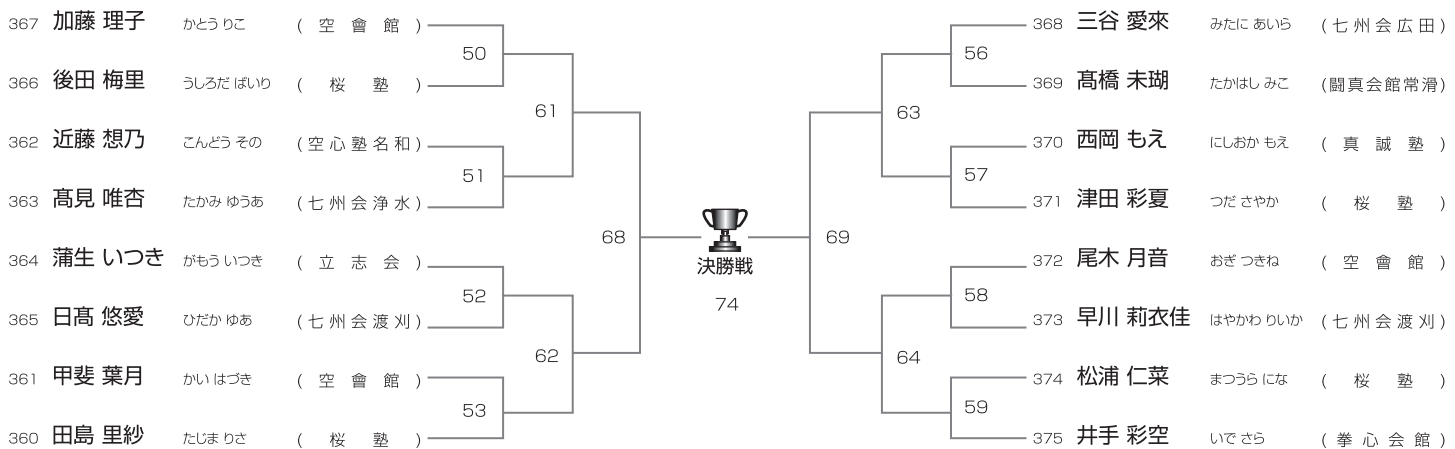 367 加藤 理子 かとう りこ (空會館)
366 後田 梅里 うしろだ ばいり (桜塾)
50
362 近藤 想乃 こんどう その (空心塾名和)
363 髙見 唯杏 たかみ ゆうあ (七州会浄水)
51
61
364 蒲生 いつき がもう いつき (立志会)
365 日髙 悠愛 ひだか ゆあ (七州会渡刈)
52
361 甲斐 葉月 かい はづき (空會館)
360 田島 里紗 たじま りさ (桜塾)
53
62
68
決勝戦
74
368 三谷 愛來 みたに あいら (七州会広田)
369 髙橋 未瑚 たかはし みこ (闘真会館常滑)
56
370 西岡 もえ にしおか もえ (真誠塾)
371 津田 彩夏 つだ さやか (桜塾)
57
63
372 尾木 月音 おぎ つきね (空會館)
373 早川 莉衣佳 はやかわ りいか (七州会渡刈)
58
374 松浦 仁菜 まつうら にな (桜塾)
375 井手 彩空 いで さら (拳心会館)
59
64
69